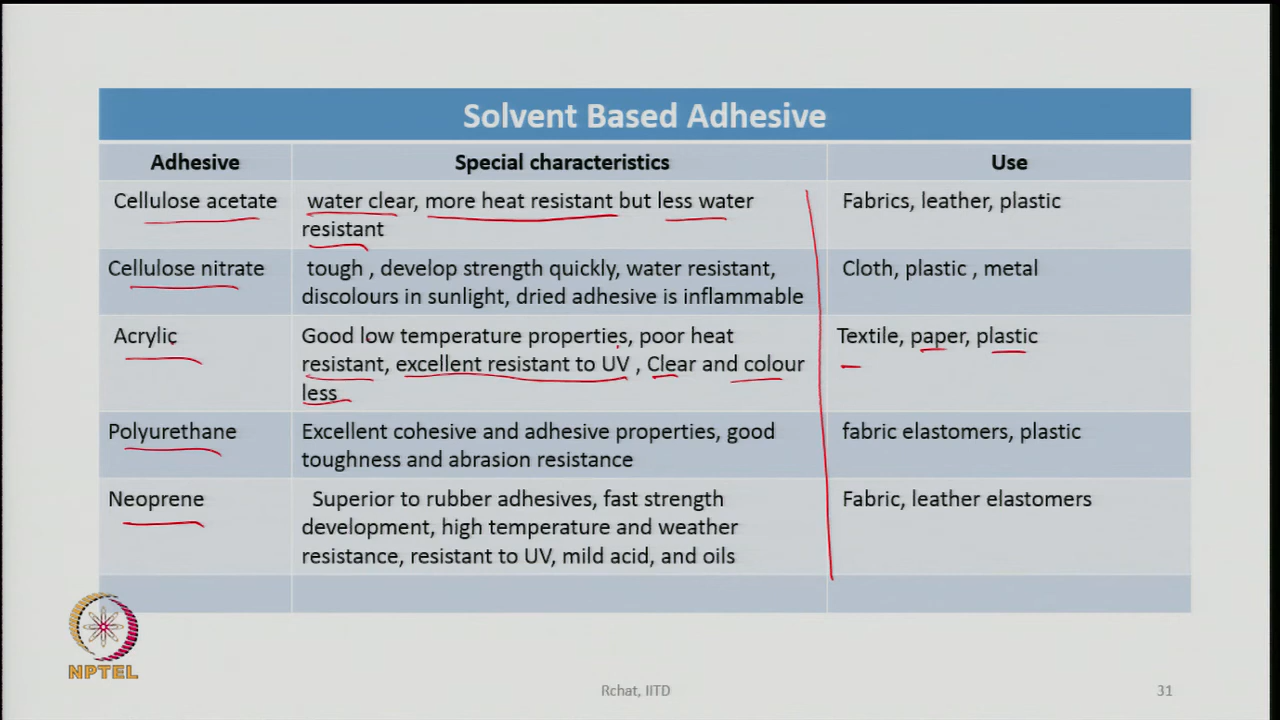 Solvent Based Adhesive
Adhesive
Special characteristics
Use
Cellulose acetate
water clear, more heat resistant but less water
resistant
Fabrics, leather, plastic
Cellulose nitrate
tough , develop strength quickly, water resistant,
discolours in sunlight, dried adhesive is inflammable
Cloth, plastic , metal
Acrylic
Good low temperature properties, poor heat
resistant, excellent resistant to UV , Clear and colour
less
Textile, paper, plastic
Polyurethane
Excellent cohesive and adhesive properties, good
toughness and abrasion resistance
fabric elastomers, plastic
Neoprene
Superior to rubber adhesives, fast strength
development, high temperature and weather
resistance, resistant to UV, mild acid, and oils
Fabric, leather elastomers
NPTEL
Rchat, IITD
31